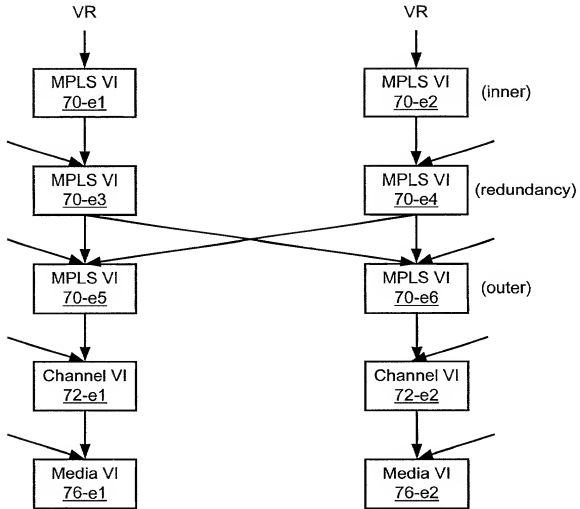 VR
VR
MPLS VI
70-e1
MPLS VI
70-e2
(inner)
MPLS VI
70-e3
MPLS VI
70-e4
(redundancy)
MPLS VI
70-e5
MPLS VI
70-e6
(outer)
Channel VI
72-e1
Channel VI
72-e2
Media VI
76-e1
Media VI
76-e2